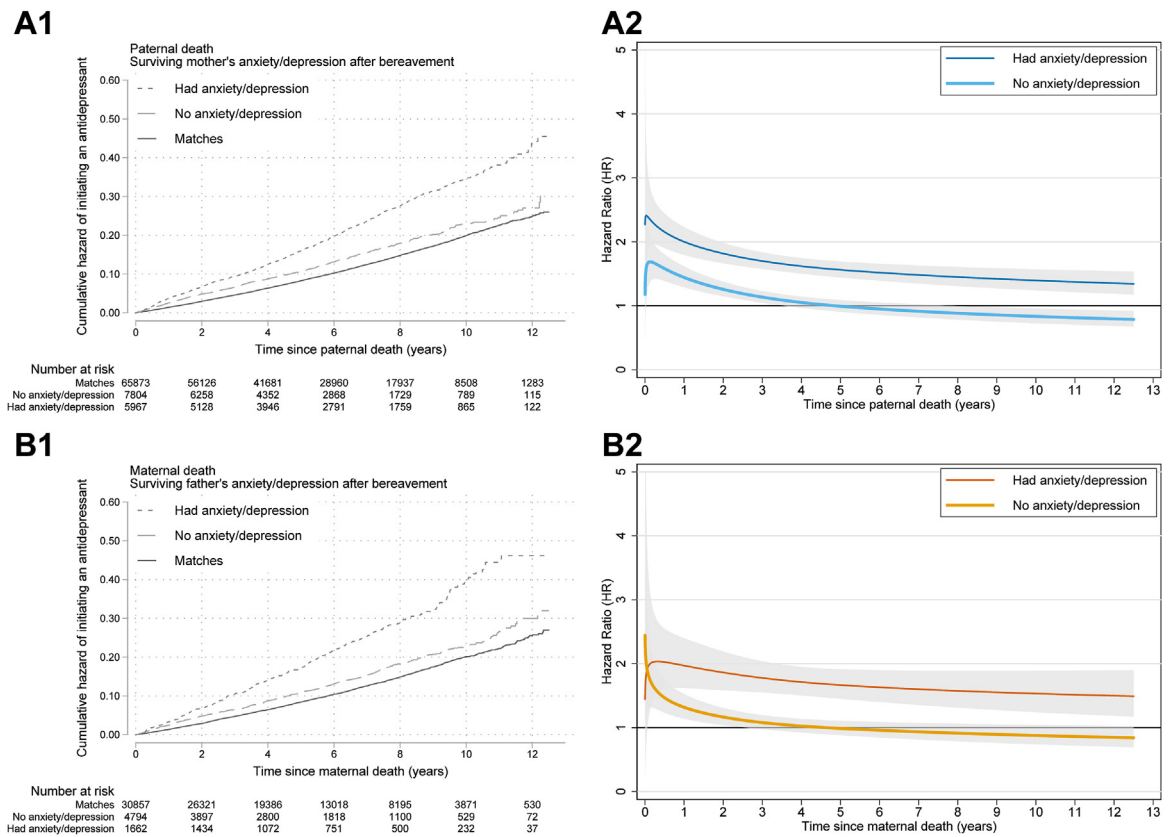 A1
Paternal death
Surviving mother's anxiety/depression after bereavement
Cumulative hazard of initiating an antidepressant
0.60
0.50
0.40
0.30
0.20
0.10
0.00
Had anxiety/depression
No anxiety/depression
Matches
0 2 4 6 8 10 12
Time since paternal death (years)
Number at risk
Matches 65873 56126 41681 28960 17937 8508 1283
No anxiety/depression 7804 6258 4352 2868 1729 789 115
Had anxiety/depression 5967 5128 3946 2791 1759 865 122
A2
Hazard Ratio (HR)
5
4
3
2
1
0
Had anxiety/depression
No anxiety/depression
0 1 2 3 4 5 6 7 8 9 10 11 12 13
Time since paternal death (years)
B1
Maternal death
Surviving father's anxiety/depression after bereavement
Cumulative hazard of initiating an antidepressant
0.60
0.50
0.40
0.30
0.20
0.10
0.00
Had anxiety/depression
No anxiety/depression
Matches
0 2 4 6 8 10 12
Time since maternal death (years)
Number at risk
Matches 30857 26321 19386 13018 8195 3871 530
No anxiety/depression 4794 3897 2800 1818 1100 529 72
Had anxiety/depression 1662 1434 1072 751 500 232 37
B2
Hazard Ratio (HR)
5
4
3
2
1
0
Had anxiety/depression
No anxiety/depression
0 1 2 3 4 5 6 7 8 9 10 11 12 13
Time since maternal death (years)